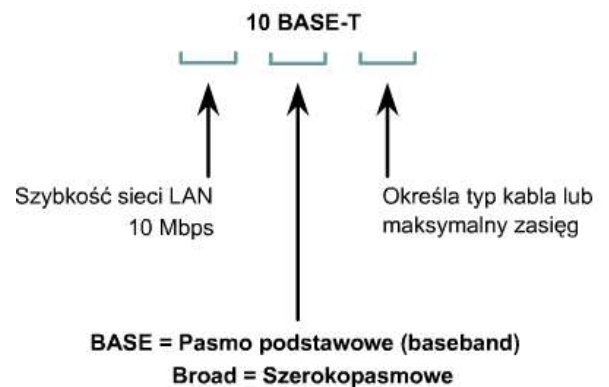 10 BASE-T
Szybkość sieci LAN
10 Mbps
Określa typ kabla lub
maksymalny zasięg
BASE = Pasmo podstawowe (baseband)
Broad = Szerokopasmowe